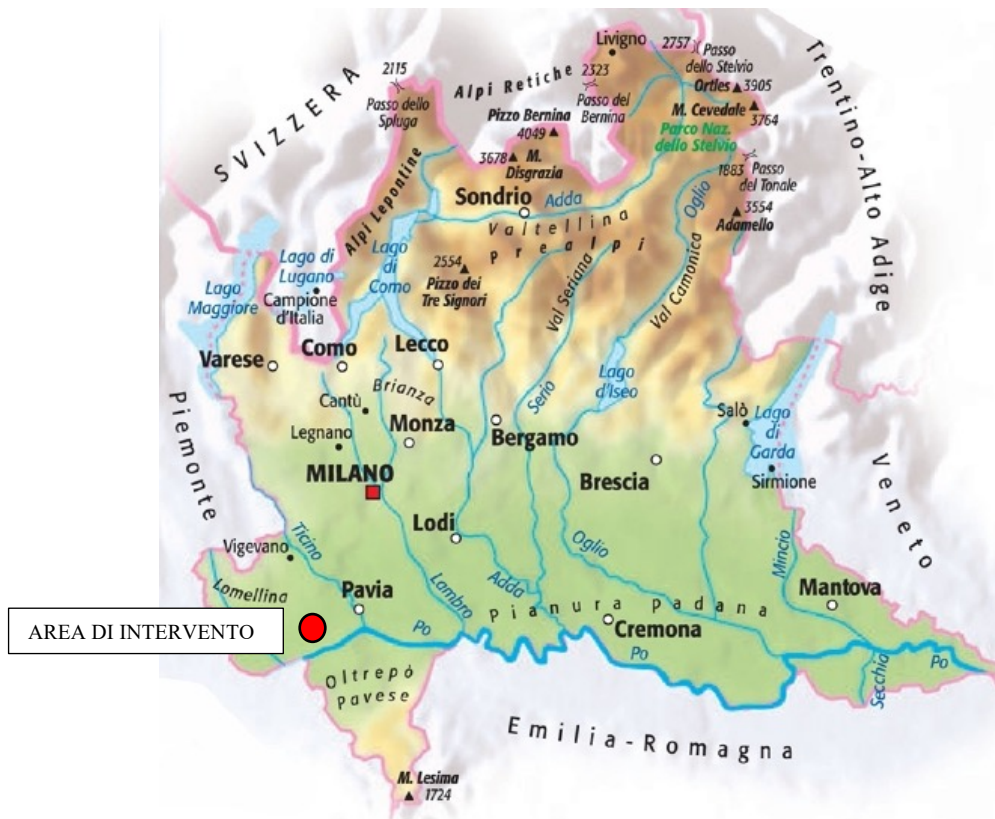 Livigno
2757
Passo
dello Stelvio
SVIZZERA
2115
Passo dello
Spluga
Alpi Retiche
2323
Passo del
Bernina
Ortles
3905
M. Cevedale
3764
Trentino-Alto Adige
Pizzo Bernina
4049
Parco Naz.
dello Stelvio
3678
M.
Disgrazia
1883
Passo
del Tonale
Alpi Lepontine
Sondrio
Adda
Oglio
3554
Adamello
Valtellina
Prealpi
Lago di
Lugano
Lago
di
Como
2554
Pizzo dei
Tre Signori
Val Seriana
Val Camonica
Lago
Maggiore
Campione
d'Italia
Varese
Como
Lecco
Lago
d'Iseo
Brianza
Serio
Piemonte
Cantù
Salò
Lago
di
Garda
Legnano
Monza
Bergamo
Veneto
MILANO
Brescia
Sirmione
Lodi
Ticino
Vigevano
Oglio
Mincio
Lomellina
Pavia
Lambro
Adda
Pianura Padana
Mantova
AREA DI INTERVENTO
Po
Cremona
Po
Secchia
Po
Oltrepò
Pavese
Emilia-Romagna
M. Lesima
1724